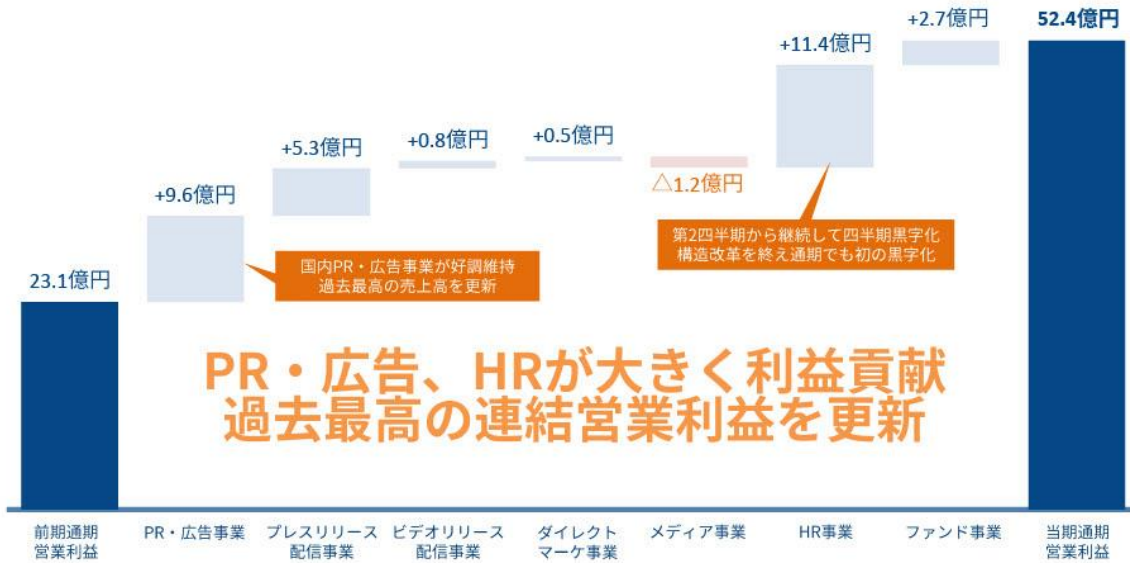 +2.7億円
52.4億円
+11.4億円
+5.3億円
+0.8億円
+0.5億円
△1.2億円
+9.6億円
第2四半期から継続して四半期黒字化
構造改革を終え通期でも初の黒字化
国内PR・広告事業が好調維持
過去最高の売上高を更新
23.1億円
PR・広告、HRが大きく利益貢献
過去最高の連結営業利益を更新
前期通期
営業利益
PR・広告事業
プレスリリース
配信事業
ビデオリリース
配信事業
ダイレクト
マーケ事業
メディア事業
HR事業
ファンド事業
当期通期
営業利益